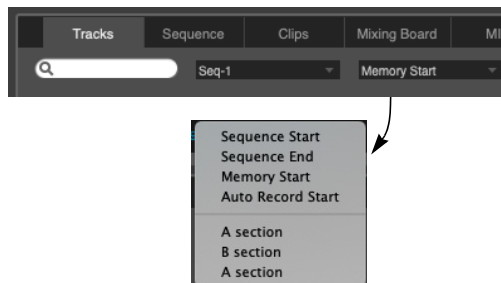 Tracks Sequence Clips Mixing Board MI
Seq-1 Memory Start
Sequence Start
Sequence End
Memory Start
Auto Record Start
A section
B section
A section